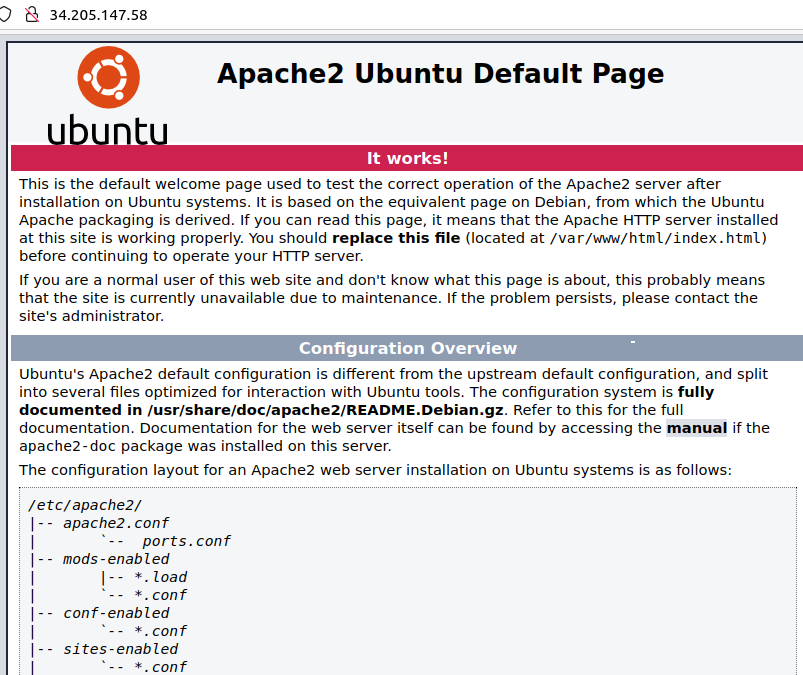 34.205.147.58
Apache2 Ubuntu Default Page
ubuntu
It works!
This is the default welcome page used to test the correct operation of the Apache2 server after
installation on Ubuntu systems. It is based on the equivalent page on Debian, from which the Ubuntu
Apache packaging is derived. If you can read this page, it means that the Apache HTTP server installed
at this site is working properly. You should replace this file (located at /var/www/html/index.html)
before continuing to operate your HTTP server.
If you are a normal user of this web site and don't know what this page is about, this probably means
that the site is currently unavailable due to maintenance. If the problem persists, please contact the
site's administrator.
Configuration Overview
Ubuntu's Apache2 default configuration is different from the upstream default configuration, and split
into several files optimized for interaction with Ubuntu tools. The configuration system is fully
documented in /usr/share/doc/apache2/README.Debian.gz. Refer to this for the full
documentation. Documentation for the web server itself can be found by accessing the manual if the
apache2-doc package was installed on this server.
The configuration layout for an Apache2 web server installation on Ubuntu systems is as follows:
/etc/apache2/
|-- apache2.conf
|       `--  ports.conf
|-- mods-enabled
|       |-- *.load
|       `-- *.conf
|-- conf-enabled
|       `-- *.conf
|-- sites-enabled
|       `-- *.conf